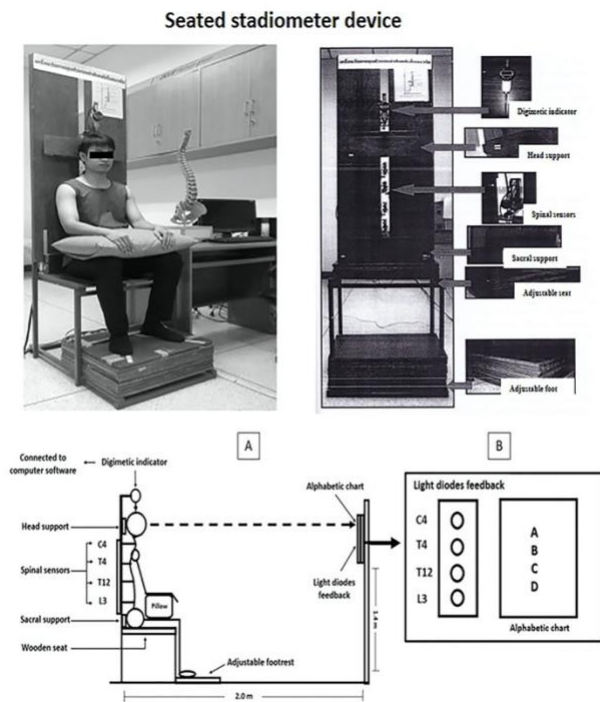 Seated stadiometer device
Digimetic indicator
Head support
Spinal sensors
Sacral support
Adjustable seat
Adjustable foot
A
B
Connected to
computer software
Digimetic indicator
Head support
Spinal sensors
C4
T4
T12
L3
Sacral support
Wooden seat
Pillow
Adjustable footrest
2.0 m
1.4 m
Alphabetic chart
Light diodes
feedback
Light diodes feedback
C4
T4
T12
L3
A
B
C
D
Alphabetic chart